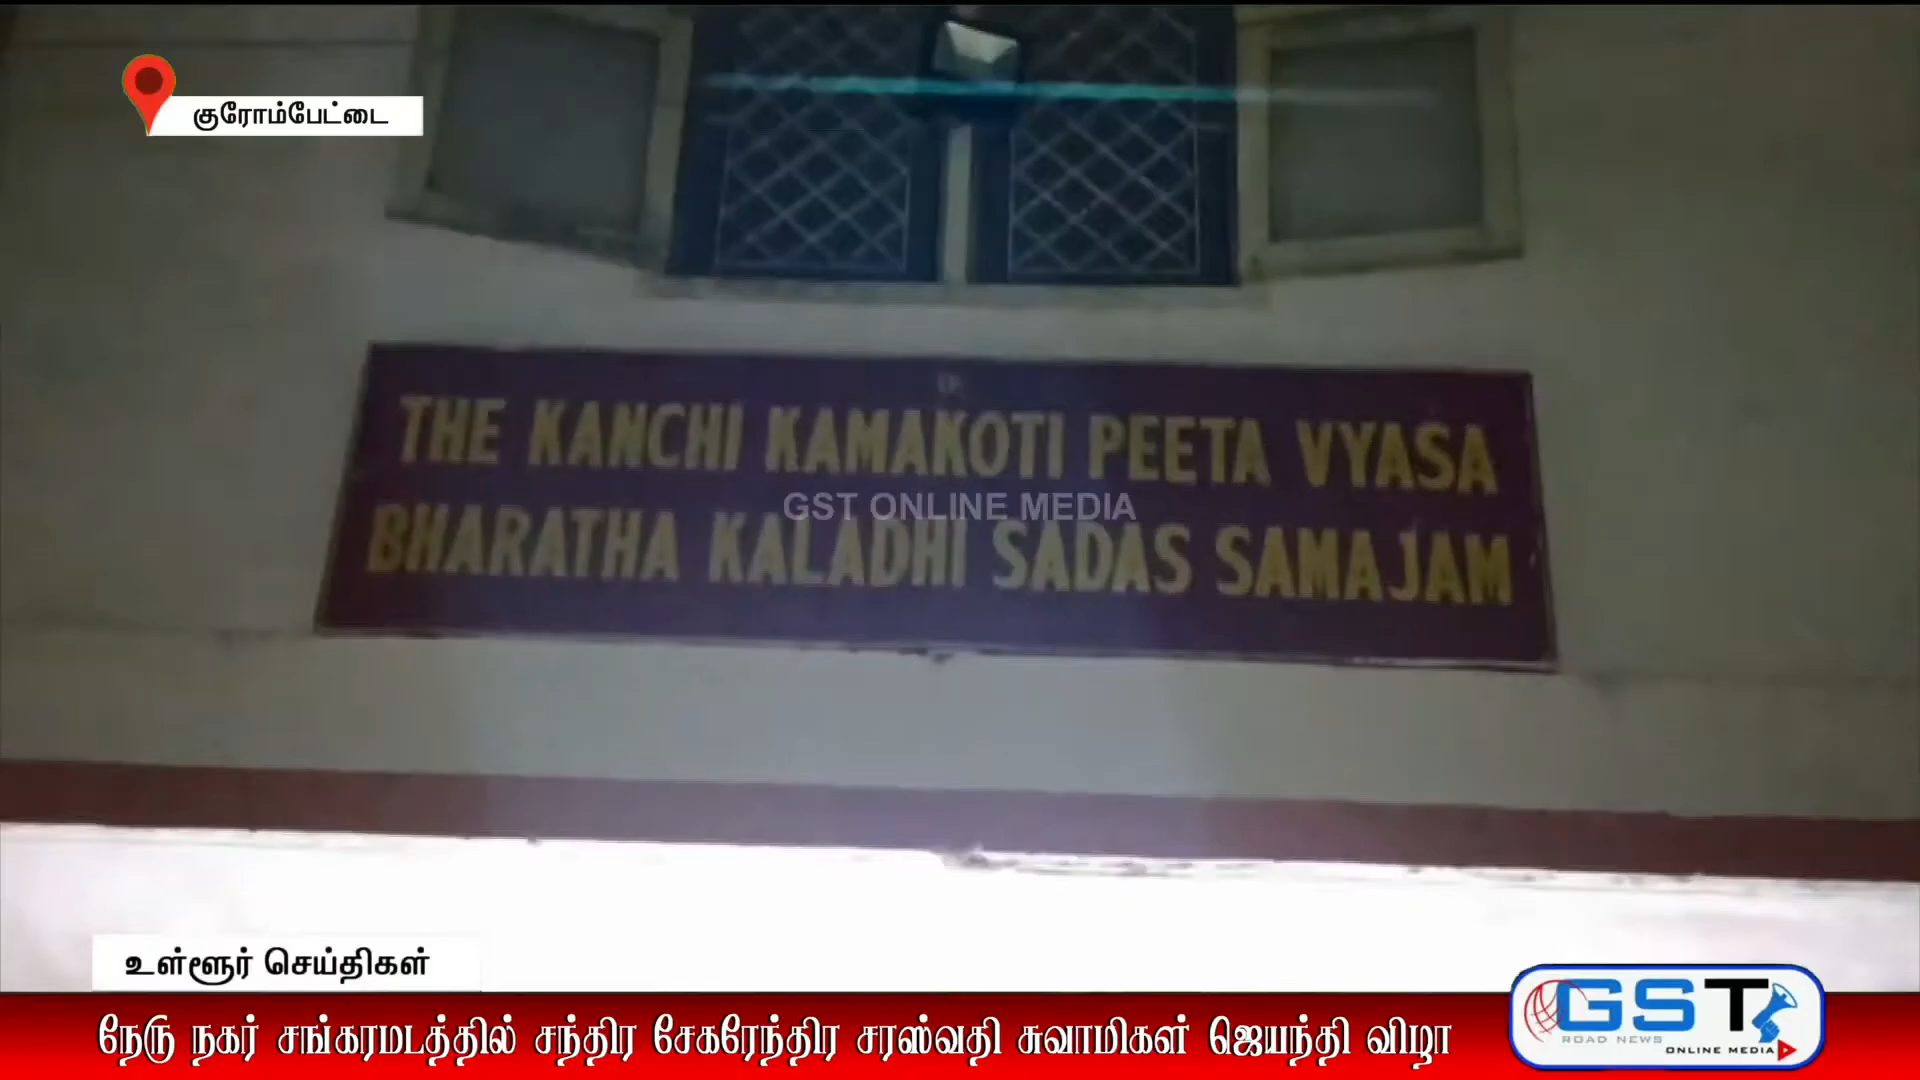 குரோம்பேட்டை
THE KANCHI KAMAKOTI PEETA VYASA
GST ONLINE MEDIA
BHARATHA KALADHI SADAS SAMAJAM
உள்ளூர் செய்திகள்
நேரு நகர் சங்கரமடத்தில் சந்திர சேகரேந்திர சரஸ்வதி சுவாமிகள் ஜெயந்தி விழா
GST
ROAD NEWS
ONLINE MEDIA